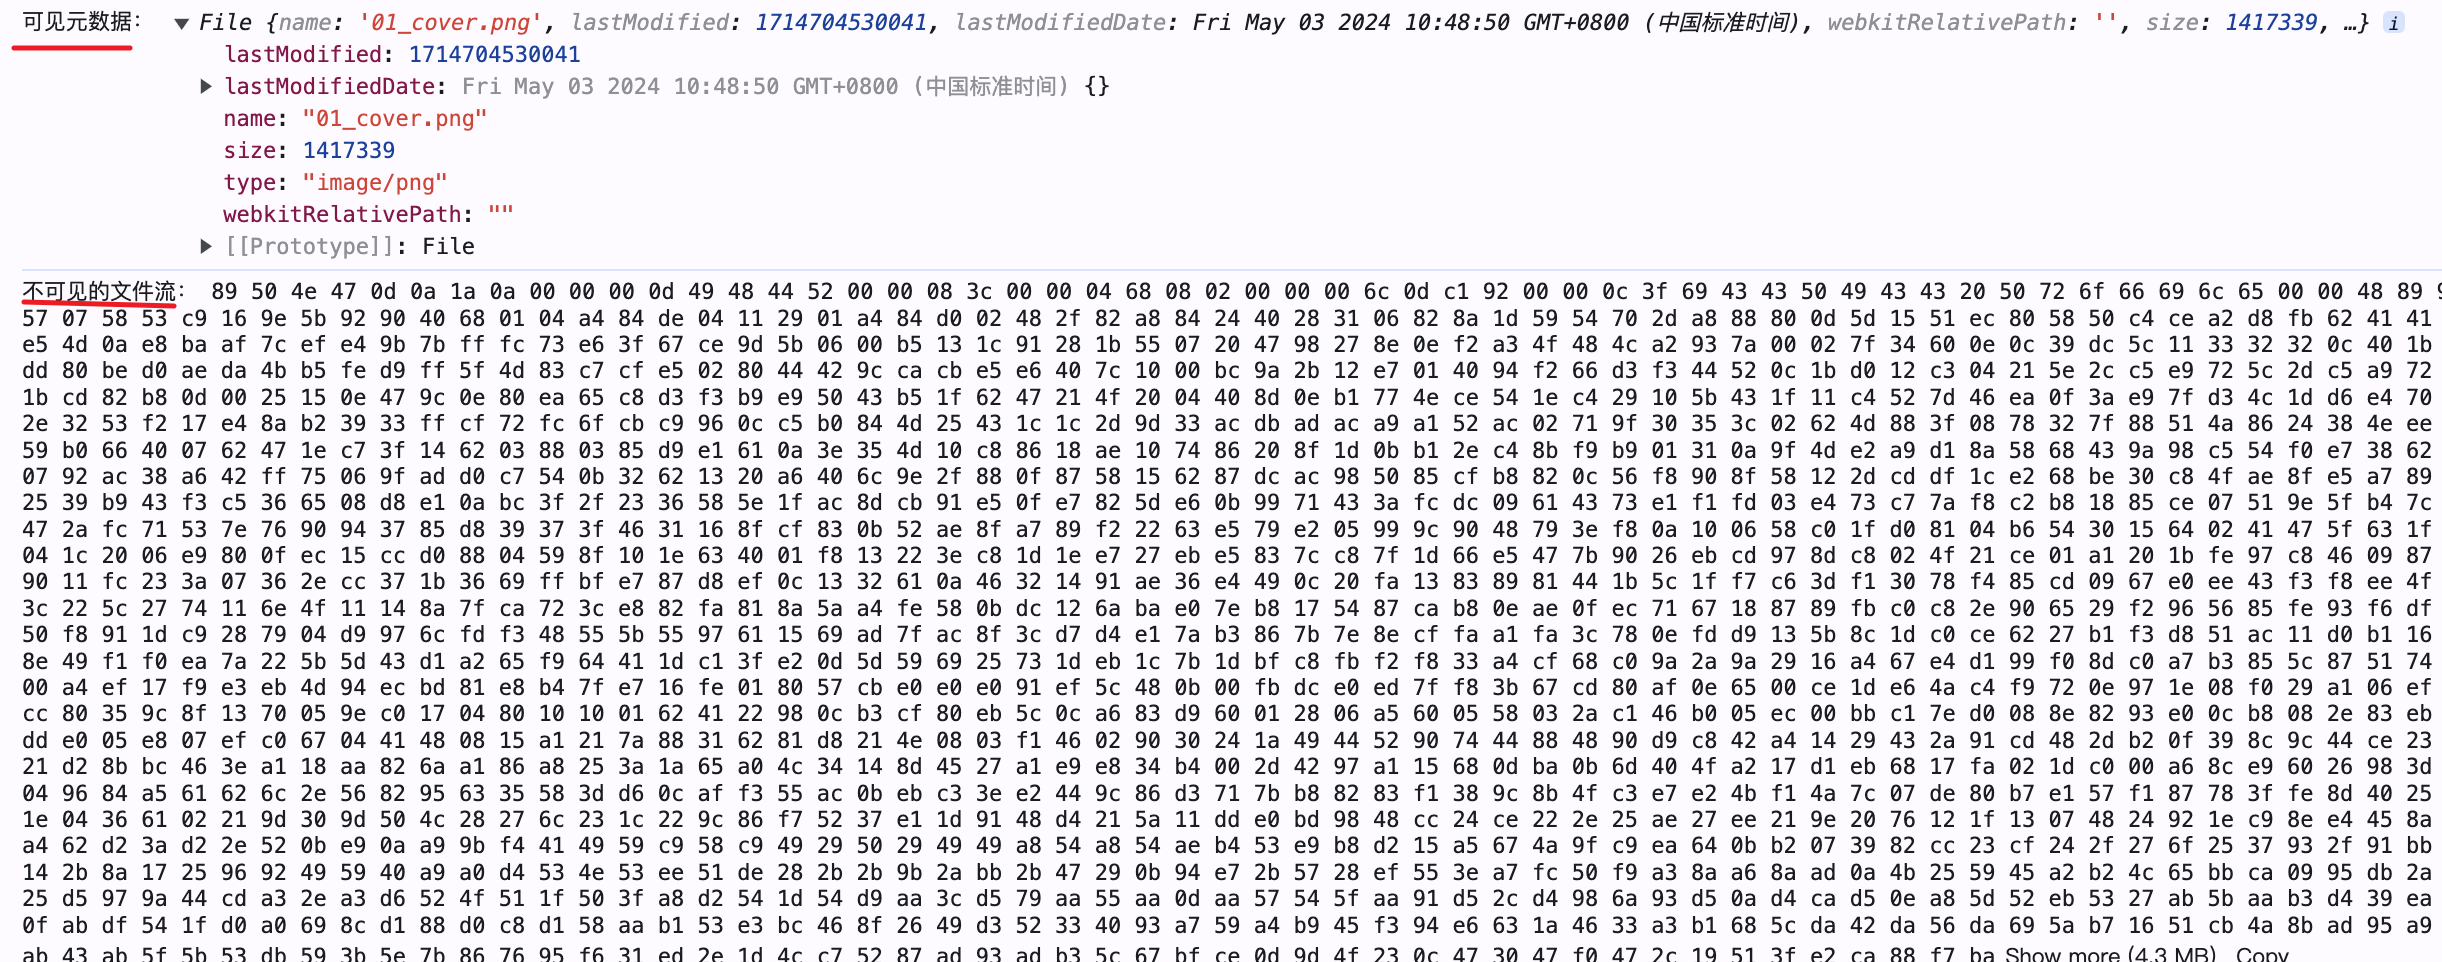 可见元数据： ▼ File {name: '01_cover.png', lastModified: 1714704530041, lastModifiedDate: Fri May 03 2024 10:48:50 GMT+0800 (中国标准时间), webkitRelativePath: '', size: 1417339, …} i
lastModified: 1714704530041
▶ lastModifiedDate: Fri May 03 2024 10:48:50 GMT+0800 (中国标准时间) {}
name: "01_cover.png"
size: 1417339
type: "image/png"
webkitRelativePath: ""
▶ [[Prototype]]: File
不可见的文件流： 89 50 4e 47 0d 0a 1a 0a 00 00 00 0d 49 48 44 52 00 00 08 3c 00 00 04 68 08 02 00 00 00 6c 0d c1 92 00 00 0c 3f 69 43 43 50 49 43 43 20 50 72 6f 66 69 6c 65 00 00 48 89
57 07 58 53 c9 16 9e 5b 92 90 40 68 01 04 a4 84 de 04 11 29 01 a4 84 d0 02 48 2f 82 a8 84 24 40 28 31 06 82 8a 1d 59 54 70 2d a8 88 80 0d 5d 15 51 ec 80 58 50 c4 ce a2 d8 fb 62 41 41
e5 4d 0a e8 ba af 7c ef e4 9b 7b ff fc 73 e6 3f 67 ce 9d 5b 06 00 b5 13 1c 91 28 1b 55 07 20 47 98 27 8e 0e f2 a3 4f 48 4c a2 93 7a 00 02 7f 34 60 0e 0c 39 dc 5c 11 33 32 32 0c 40 1b
dd 80 be d0 ae da 4b b5 fe d9 ff 5f 4d 83 c7 cf e5 02 80 44 42 9c ca cb e5 e6 40 7c 10 00 bc 9a 2b 12 e7 01 40 94 f2 66 d3 f3 44 52 0c 1b d0 12 c3 04 21 5e 2c c5 e9 72 5c 2d c5 a9 72
1b cd 82 b8 0d 00 25 15 0e 47 9c 0e 80 ea 65 c8 d3 f3 b9 e9 50 43 b5 1f 62 47 21 4f 20 04 40 8d 0e b1 77 4e ce 54 1e c4 29 10 5b 43 1f 11 c4 52 7d 46 ea 0f 3a e9 7f d3 4c 1d d6 e4 70
2e 32 53 f2 17 e4 8a b2 39 33 ff cf 72 fc 6f cb c9 96 0c c5 b0 84 4d 25 43 1c 1c 2d 9d 33 ac db ad ac a9 a1 52 ac 02 71 9f 30 35 3c 02 62 4d 88 3f 08 78 32 7f 88 51 4a 86 24 38 4e ee
59 b0 66 40 07 62 47 1e c7 3f 14 62 03 88 03 85 d9 e1 61 0a 3e 35 4d 10 c8 86 18 ae 10 74 86 20 8f 1d 0b b1 2e c4 8b f9 b9 01 31 0a 9f 4d e2 a9 d1 8a 58 68 43 9a 98 c5 54 f0 e7 38 62
07 92 ac 38 a6 42 ff 75 06 9f ad d0 c7 54 0b 32 62 13 20 a6 40 6c 9e 2f 88 0f 87 58 15 62 87 dc ac 98 50 85 cf b8 82 0c 56 f8 90 8f 58 12 2d cd df 1c e2 68 be 30 c8 4f ae 8f e5 a7 89
25 39 b9 43 f3 c5 36 65 08 d8 e1 0a bc 3f 2f 23 36 58 5e 1f ac 8d cb 91 e5 0f e7 82 5d e6 0b 99 71 43 3a fc dc 09 61 43 73 e1 f1 fd 03 e4 73 c7 7a f8 c2 b8 18 85 ce 07 51 9e 5f b4 7c
47 2a fc 71 53 7e 76 90 94 37 85 d8 39 37 3f 46 31 16 8f cf 83 0b 52 ae 8f a7 89 f2 22 63 e5 79 e2 05 99 9c 90 48 79 3e f8 0a 10 06 58 c0 1f d0 81 04 b6 54 30 15 64 02 41 47 5f 63 1f
04 1c 20 06 e9 80 0f ec 15 cc d0 88 04 59 8f 10 1e 63 40 01 f8 13 22 3e c8 1d 1e e7 27 eb e5 83 7c c8 7f 1d 66 e5 47 7b 90 26 eb cd 97 8d c8 02 4f 21 ce 01 a1 20 1b fe 97 c8 46 09 87
90 11 fc 23 3a 07 36 2e cc 37 1b 36 69 ff bf e7 87 d8 ef 0c 13 32 61 0a 46 32 14 91 ae 36 e4 49 0c 20 fa 13 83 89 81 44 1b 5c 1f f7 c6 3d f1 30 78 f4 85 cd 09 67 e0 ee 43 f3 f8 ee 4f
3c 22 5c 27 74 11 6e 4f 11 14 8a 7f ca 72 3c e8 82 fa 81 8a 5a a4 fe 58 0b dc 12 6a ba e0 7e b8 17 54 87 ca b8 0e ae 0f ec 71 67 18 87 89 fb c0 c8 2e 90 65 29 f2 96 56 85 fe 93 f6 df
50 f8 91 1d c9 28 79 04 d9 97 6c fd f3 48 55 5b 55 97 61 15 69 ad 7f ac 8f 3c d7 d4 e1 7a b3 86 7b 7e 8e cf fa a1 fa 3c 78 0e fd d9 13 5b 8c 1d c0 ce 62 27 b1 f3 d8 51 ac 11 d0 b1 16
8e 49 f1 f0 ea 7a 22 5b 5d 43 d1 a2 65 f9 64 41 1d c1 3f e2 0d 5d 59 69 25 73 1d eb 1c 7b 1d bf c8 fb f2 f8 33 a4 cf 68 c0 9a 2a 9a 29 16 a4 67 e4 d1 99 f0 8d c0 a7 b3 85 5c 87 51 74
00 a4 ef 17 f9 e3 eb 4d 94 ec bd 81 e8 b4 7f e7 16 fe 01 80 57 cb e0 e0 e0 91 ef 5c 48 0b 00 fb dc e0 ed 7f f8 3b 67 cd 80 af 0e 65 00 ce 1d e6 4a c4 f9 72 0e 97 1e 08 f0 29 a1 06 ef
cc 80 35 9c 8f 13 70 05 9e c0 17 04 80 10 10 01 62 41 22 98 0c b3 cf 80 eb 5c 0c a6 83 d9 60 01 28 06 a5 60 05 58 03 2a c1 46 b0 05 ec 00 bb c1 7e d0 08 8e 82 93 e0 0c b8 08 2e 83 eb
dd e0 05 e8 07 ef c0 67 04 41 48 08 15 a1 21 7a 88 31 62 81 d8 21 4e 08 03 f1 46 02 90 30 24 1a 49 44 52 90 74 44 88 48 90 d9 c8 42 a4 14 29 43 2a 91 cd 48 2d b2 0f 39 8c 9c 44 ce 23
21 d2 8b bc 46 3e a1 18 aa 82 6a a1 86 a8 25 3a 1a 65 a0 4c 34 14 8d 45 27 a1 e9 e8 34 b4 00 2d 42 97 a1 15 68 0d ba 0b 6d 40 4f a2 17 d1 eb 68 17 fa 02 1d c0 00 a6 8c e9 60 26 98 3d
04 96 84 a5 61 62 6c 2e 56 82 95 63 35 58 3d d6 0c af f3 55 ac 0b eb c3 3e e2 44 9c 86 d3 71 7b b8 82 83 f1 38 9c 8b 4f c3 e7 e2 4b f1 4a 7c 07 de 80 b7 e1 57 f1 87 78 3f fe 8d 40 25
1e 04 36 61 02 21 9d 30 9d 50 4c 28 27 6c 23 1c 22 9c 86 f7 52 37 e1 1d 91 48 d4 21 5a 11 dd e0 bd 98 48 cc 24 ce 22 2e 25 ae 27 ee 21 9e 20 76 12 1f 13 07 48 24 92 1e c9 8e e4 45 8a
a4 62 d2 3a d2 2e 52 0b e9 0a a9 9b f4 41 49 59 c9 58 c9 49 29 50 29 49 49 a8 54 a8 54 ae b4 53 e9 b8 d2 15 a5 67 4a 9f c9 ea 64 0b b2 07 39 82 cc 23 cf 24 2f 27 6f 25 37 93 2f 91 bb
14 2b 8a 17 25 96 92 49 59 40 a9 a0 d4 53 4e 53 ee 51 de 28 2b 2b 9b 2a bb 2b 47 29 0b 94 e7 2b 57 28 ef 55 3e a7 fc 50 f9 a3 8a a6 8a ad 0a 4b 25 59 45 a2 b2 4c 65 bb ca 09 95 db 2a
25 d5 97 9a 44 cd a3 2e a3 d6 52 4f 51 1f 50 3f a8 d2 54 1d 54 d9 aa 3c d5 79 aa 55 aa 0d aa 57 54 5f aa 91 d5 2c d4 98 6a 93 d5 0a d4 ca d5 0e a8 5d 52 eb 53 27 ab 5b aa b3 d4 39 ea
0f ab df 54 1f d0 a0 69 8c d1 88 d0 c8 d1 58 aa b1 53 e3 bc 46 8f 26 49 d3 52 33 40 93 a7 59 a4 b9 45 f3 94 e6 63 1a 46 33 a3 b1 68 5c da 42 da 56 da 69 5a b7 16 51 cb 4a 8b ad 95 a9
ab 43 ab 5f 5b 53 db 59 3b 5e 7b 86 76 95 f6 31 ed 2e 1d 4c c7 52 87 ad 93 ad b3 5c 67 bf ce 0d 9d 4f 23 0c 47 30 47 f0 47 2c 19 51 3f e2 ca 88 f7 ba Show more (4.3 MB) Copy